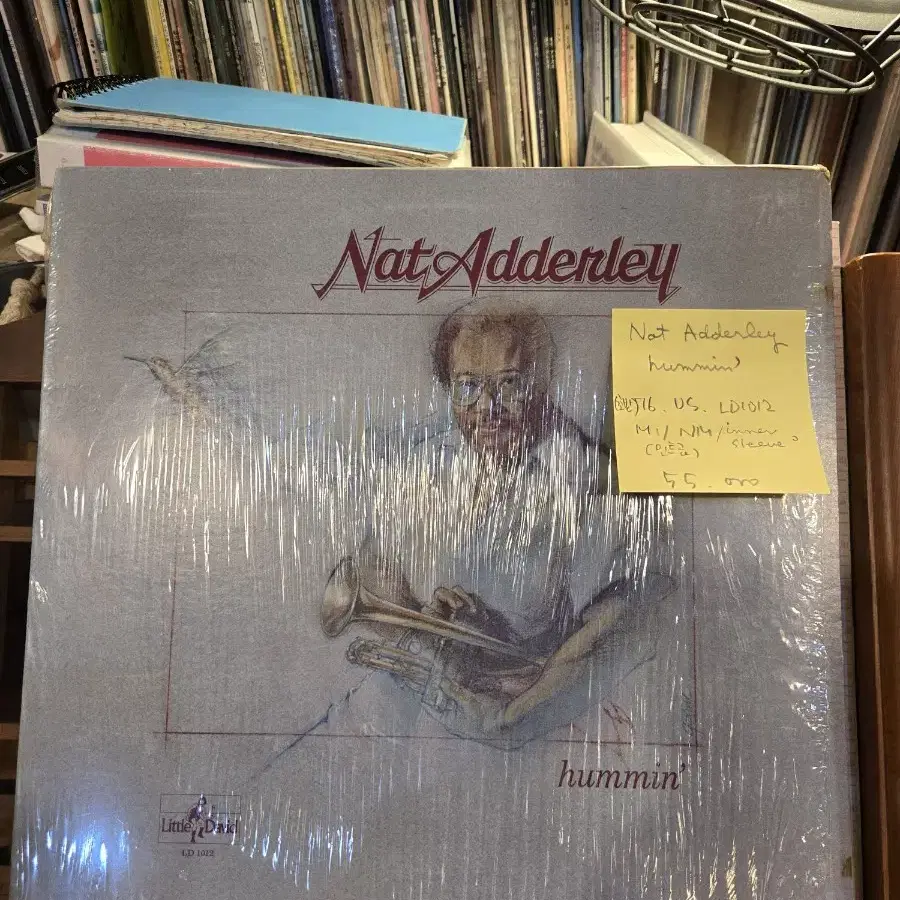 Nat Adderley
Nat Adderley
hummin'
US. LD1012
M-/NM/inner
sleeve
55.000
hummin'
Little David
LD 1012